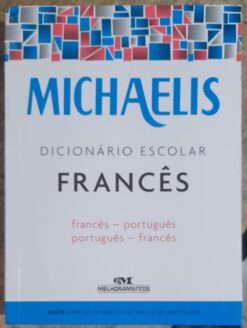 MICHAELIS
DICIONÁRIO ESCOLAR
FRANCÊS
francês – português
português – francês
MELHORAMENTOS